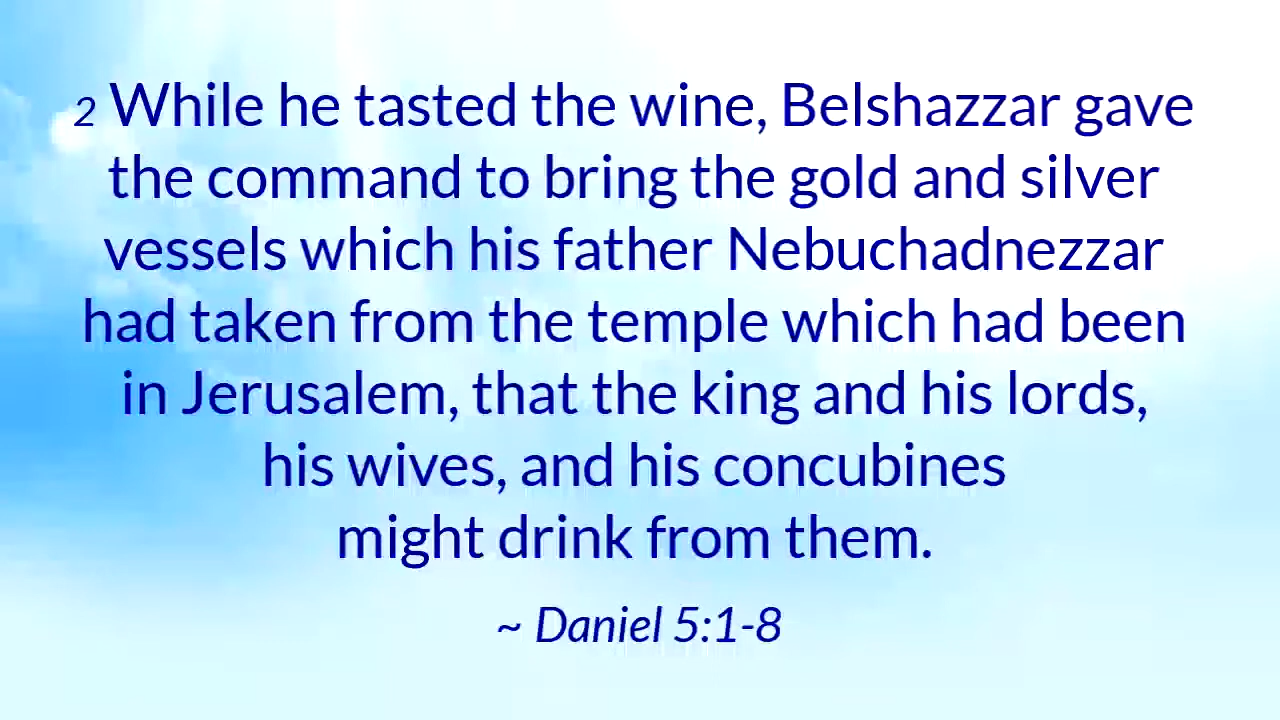 2 While he tasted the wine, Belshazzar gave
the command to bring the gold and silver
vessels which his father Nebuchadnezzar
had taken from the temple which had been
in Jerusalem, that the king and his lords,
his wives, and his concubines
might drink from them.
~ Daniel 5:1-8